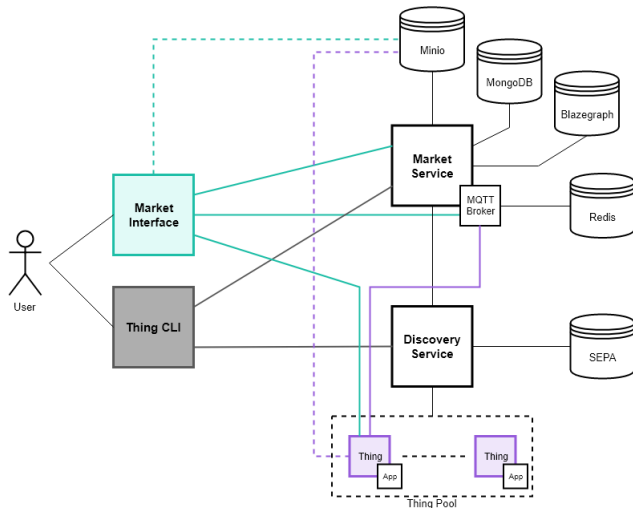 Minio
MongoDB
Blazegraph
Market
Service
MQTT
Broker
Redis
Market
Interface
User
Thing CLI
Discovery
Service
SEPA
Thing
App
Thing
App
Thing Pool